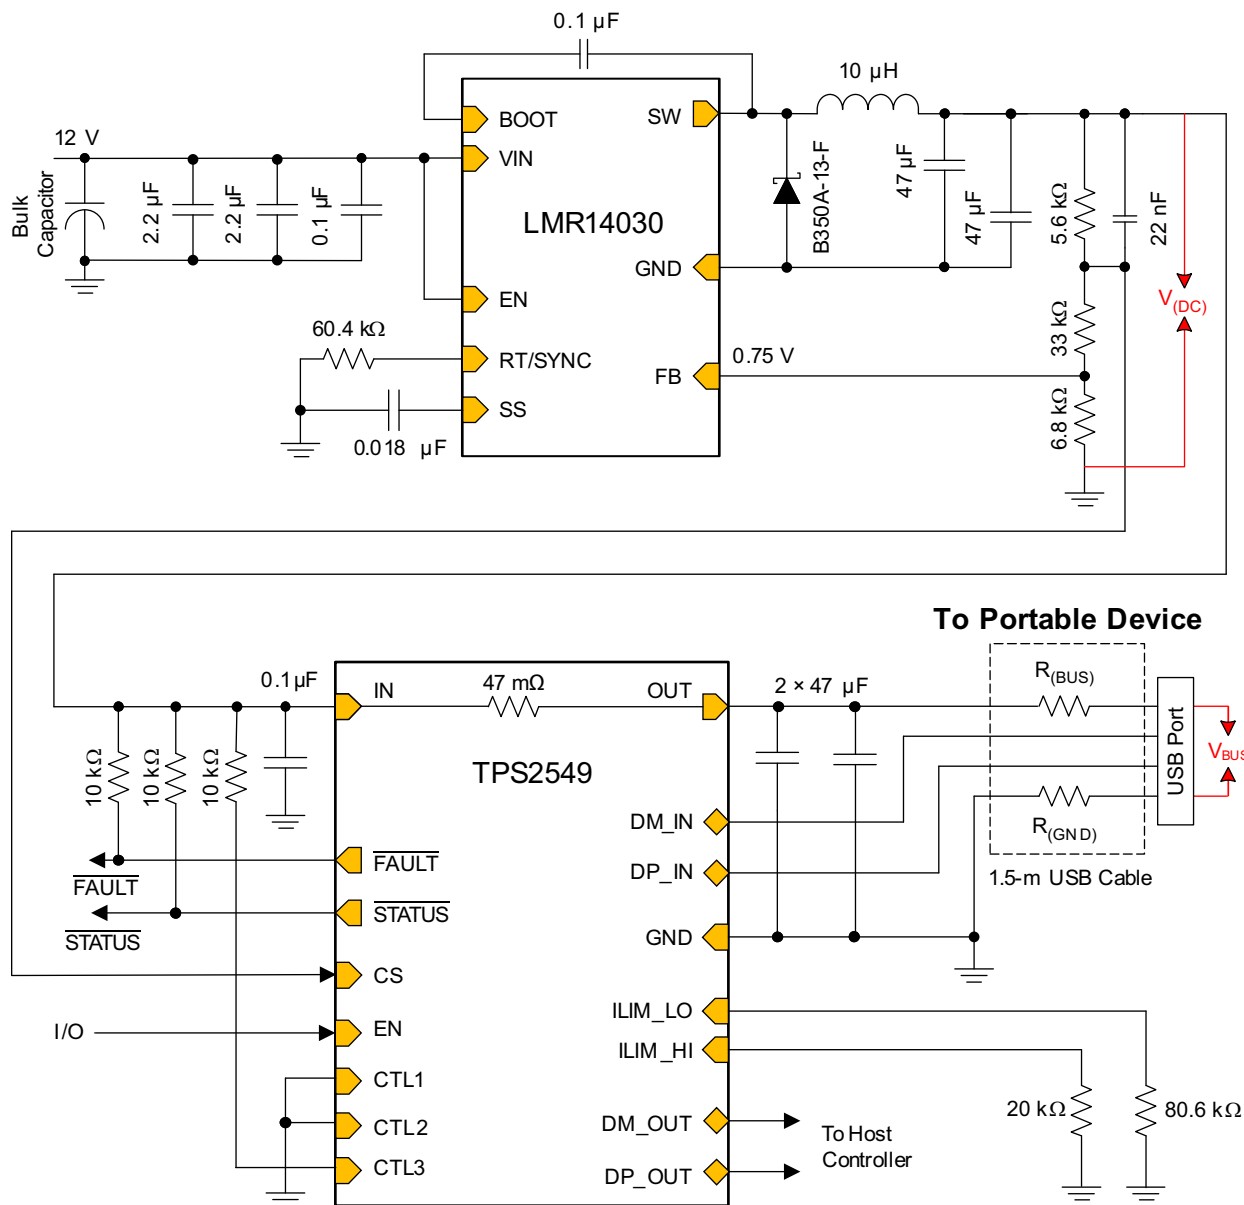 0.1 µF
10 µH
BOOT
SW
12 V
VIN
Bulk
Capacitor
2.2 µF
2.2 µF
0.1 µF
LMR14030
B350A-13-F
47 µF
47 µF
5.6 kΩ
22 nF
GND
EN
V(DC)
60.4 kΩ
RT/SYNC
33 kΩ
0.75 V
FB
SS
0.018 µF
6.8 kΩ
To Portable Device
0.1 µF
IN
47 mΩ
OUT
2 × 47 µF
R(BUS)
10 kΩ
10 kΩ
10 kΩ
TPS2549
USB Port
VBUS
DM_IN
R(GND)
FAULT
FAULT
DP_IN
1.5-m USB Cable
STATUS
STATUS
GND
CS
ILIM_LO
I/O
EN
ILIM_HI
CTL1
20 kΩ
80.6 kΩ
CTL2
DM_OUT
To Host
Controller
CTL3
DP_OUT